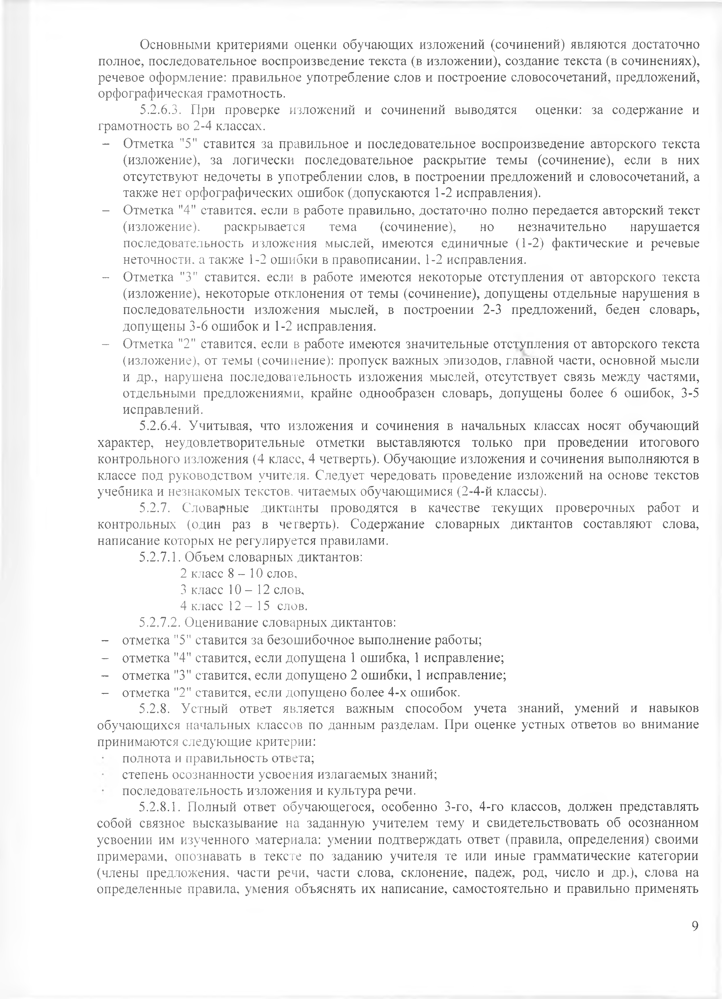 Основными критериями оценки обучающих изложений (сочинений) являются достаточно
полное, последовательное воспроизведение текста (в изложении), создание текста (в сочинениях),
речевое оформление: правильное употребление слов и построение словосочетаний, предложений,
орфографическая грамотность.
5.2.6.3. При проверке изложений и сочинений выводятся оценки: за содержание и
грамотность во 2-4 классах.
– Отметка "5" ставится за правильное и последовательное воспроизведение авторского текста
(изложение), за логически последовательное раскрытие темы (сочинение), если в них
отсутствуют недочеты в употреблении слов, в построении предложений и словосочетаний, а
также нет орфографических ошибок (допускаются 1-2 исправления).
– Отметка "4" ставится, если в работе правильно, достаточно полно передается авторский текст
(изложение), раскрывается тема (сочинение), но незначительно нарушается
последовательность изложения мыслей, имеются единичные (1-2) фактические и речевые
неточности, а также 1-2 ошибки в правописании, 1-2 исправления.
– Отметка "3" ставится, если в работе имеются некоторые отступления от авторского текста
(изложение), некоторые отклонения от темы (сочинение), допущены отдельные нарушения в
последовательности изложения мыслей, в построении 2-3 предложений, беден словарь,
допущены 3-6 ошибок и 1-2 исправления.
– Отметка "2" ставится, если в работе имеются значительные отступления от авторского текста
(изложение), от темы (сочинение): пропуск важных эпизодов, главной части, основной мысли
и др., нарушена последовательность изложения мыслей, отсутствует связь между частями,
отдельными предложениями, крайне однообразен словарь, допущены более 6 ошибок, 3-5
исправлений.
5.2.6.4. Учитывая, что изложения и сочинения в начальных классах носят обучающий
характер, неудовлетворительные отметки выставляются только при проведении итогового
контрольного изложения (4 класс, 4 четверть). Обучающие изложения и сочинения выполняются в
классе под руководством учителя. Следует чередовать проведение изложений на основе текстов
учебника и незнакомых текстов, читаемых обучающимися (2-4-й классы).
5.2.7. Словарные диктанты проводятся в качестве текущих проверочных работ и
контрольных (один раз в четверть). Содержание словарных диктантов составляют слова,
написание которых не регулируется правилами.
5.2.7.1. Объем словарных диктантов:
2 класс 8 – 10 слов,
3 класс 10 – 12 слов,
4 класс 12 – 15 слов.
5.2.7.2. Оценивание словарных диктантов:
– отметка "5" ставится за безошибочное выполнение работы;
– отметка "4" ставится, если допущена 1 ошибка, 1 исправление;
– отметка "3" ставится, если допущено 2 ошибки, 1 исправление;
– отметка "2" ставится, если допущено более 4-х ошибок.
5.2.8. Устный ответ является важным способом учета знаний, умений и навыков
обучающихся начальных классов по данным разделам. При оценке устных ответов во внимание
принимаются следующие критерии:
· полнота и правильность ответа;
· степень осознанности усвоения излагаемых знаний;
· последовательность изложения и культура речи.
5.2.8.1. Полный ответ обучающегося, особенно 3-го, 4-го классов, должен представлять
собой связное высказывание на заданную учителем тему и свидетельствовать об осознанном
усвоении им изученного материала: умении подтверждать ответ (правила, определения) своими
примерами, опознавать в тексте по заданию учителя те или иные грамматические категории
(члены предложения, части речи, части слова, склонение, падеж, род, число и др.), слова на
определенные правила, умения объяснять их написание, самостоятельно и правильно применять
9